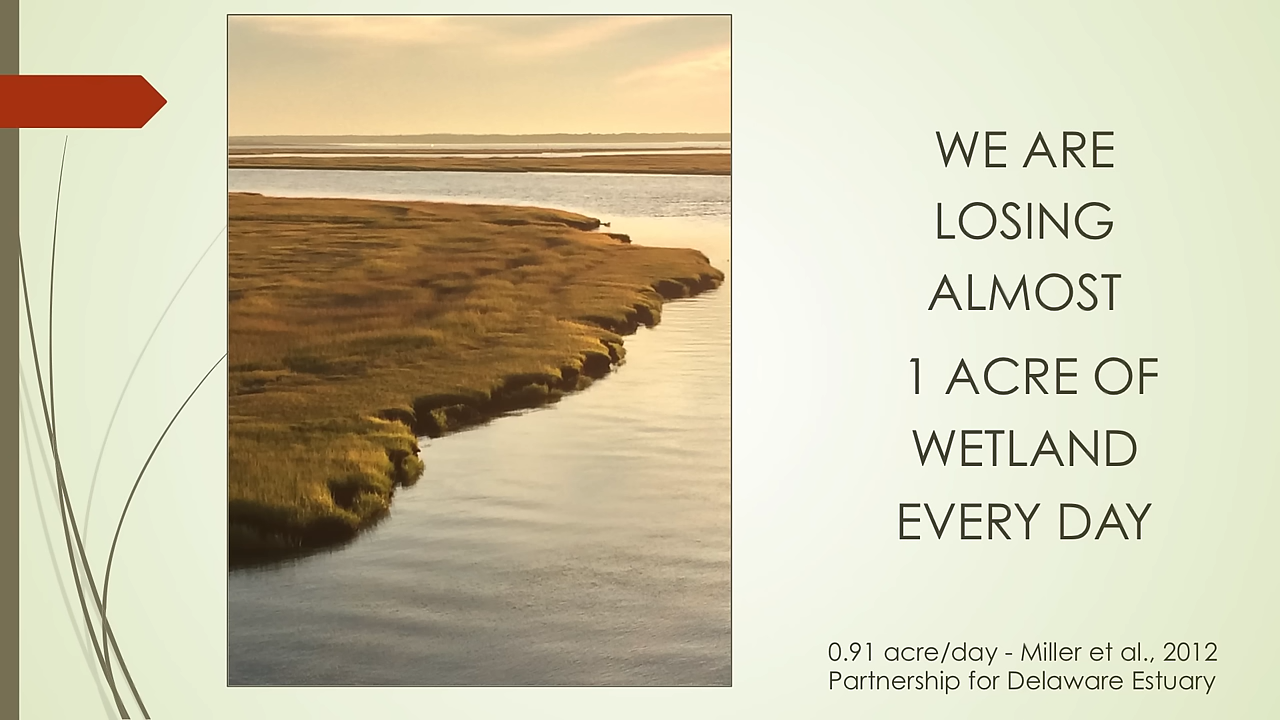 WE ARE
LOSING
ALMOST
1 ACRE OF
WETLAND
EVERY DAY
0.91 acre/day - Miller et al., 2012
Partnership for Delaware Estuary